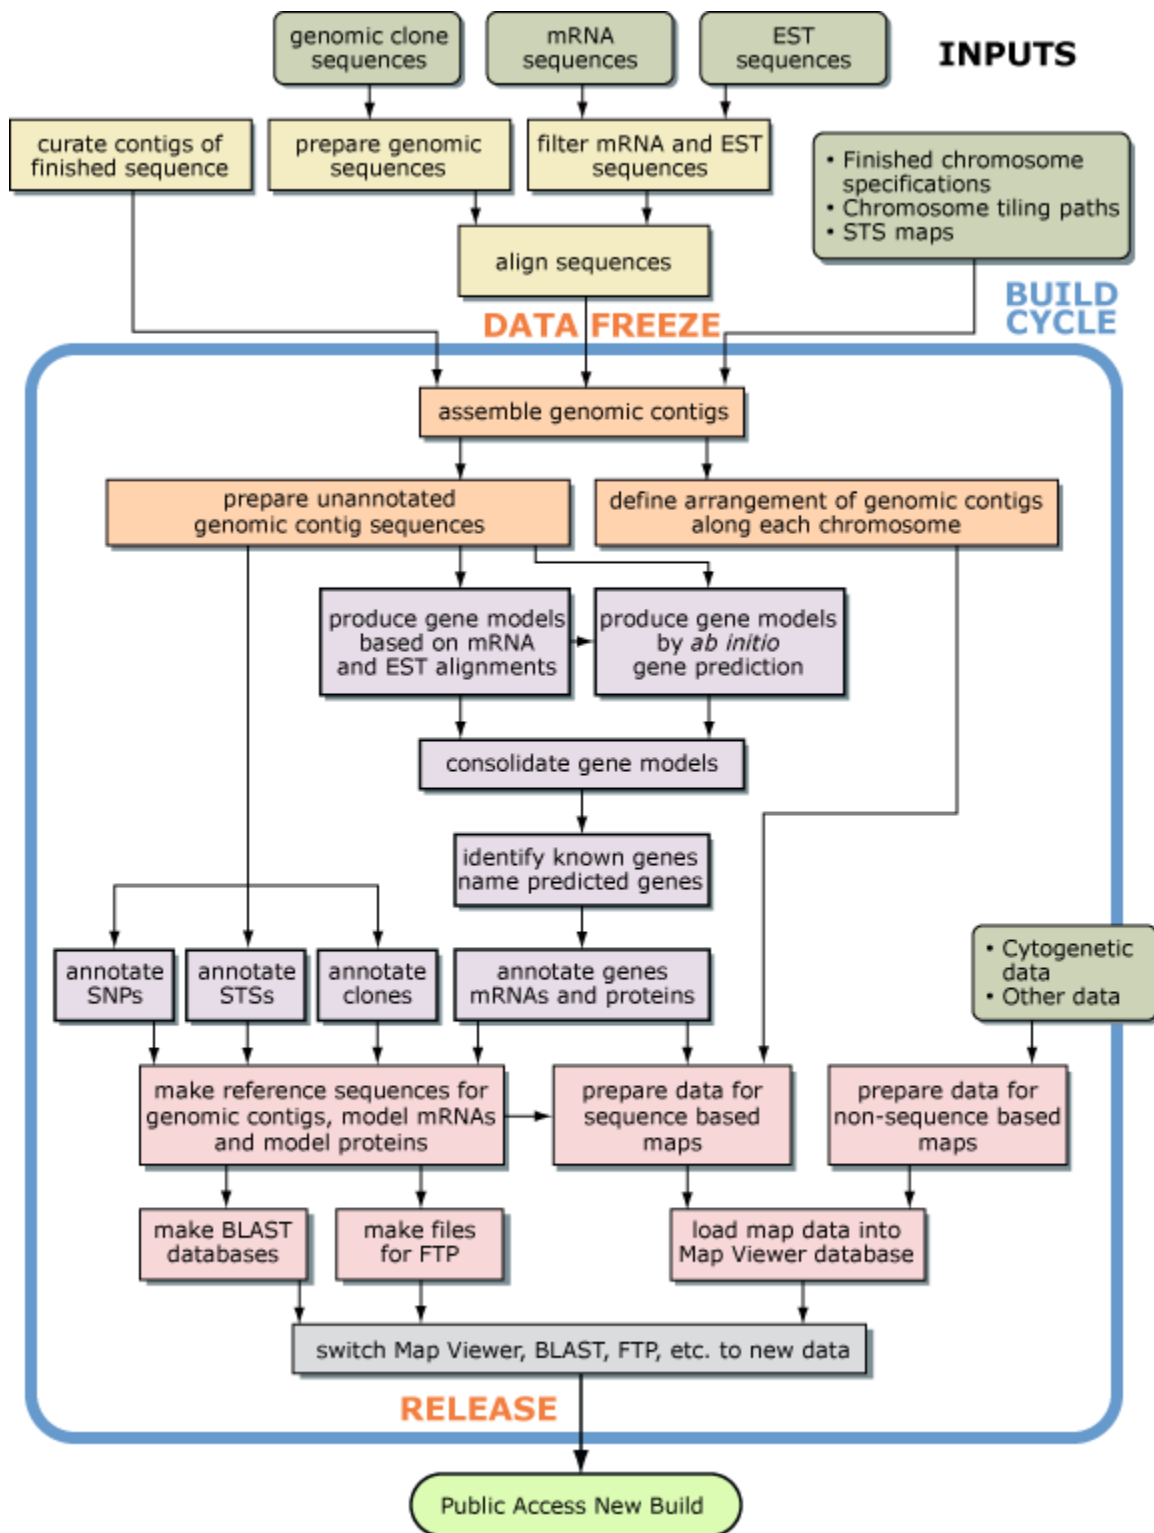 genomic clone
sequences
mRNA
sequences
EST
sequences
INPUTS
curate contigs of
finished sequence
prepare genomic
sequences
filter mRNA and EST
sequences
• Finished chromosome
specifications
• Chromosome tiling paths
• STS maps
align sequences
BUILD
CYCLE
DATA FREEZE
assemble genomic contigs
prepare unannotated
genomic contig sequences
define arrangement of genomic contigs
along each chromosome
produce gene models
based on mRNA
and EST alignments
produce gene models
by ab initio
gene prediction
consolidate gene models
identify known genes
name predicted genes
annotate
SNPs
annotate
STSs
annotate
clones
annotate genes
mRNAs and proteins
• Cytogenetic
data
• Other data
make reference sequences for
genomic contigs, model mRNAs
and model proteins
prepare data for
sequence based
maps
prepare data for
non-sequence based
maps
make BLAST
databases
make files
for FTP
load map data into
Map Viewer database
switch Map Viewer, BLAST, FTP, etc. to new data
RELEASE
Public Access New Build